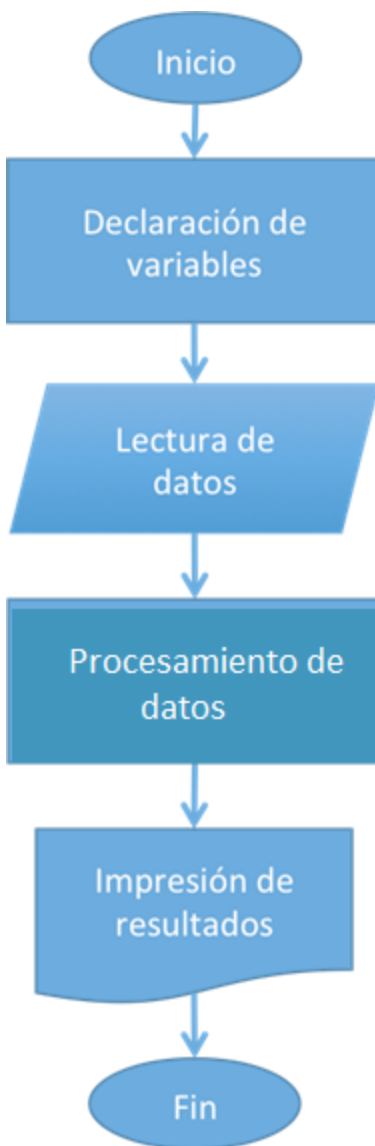 Inicio
Declaración de
variables
Lectura de
datos
Procesamiento de
datos
Impresión de
resultados
Fin